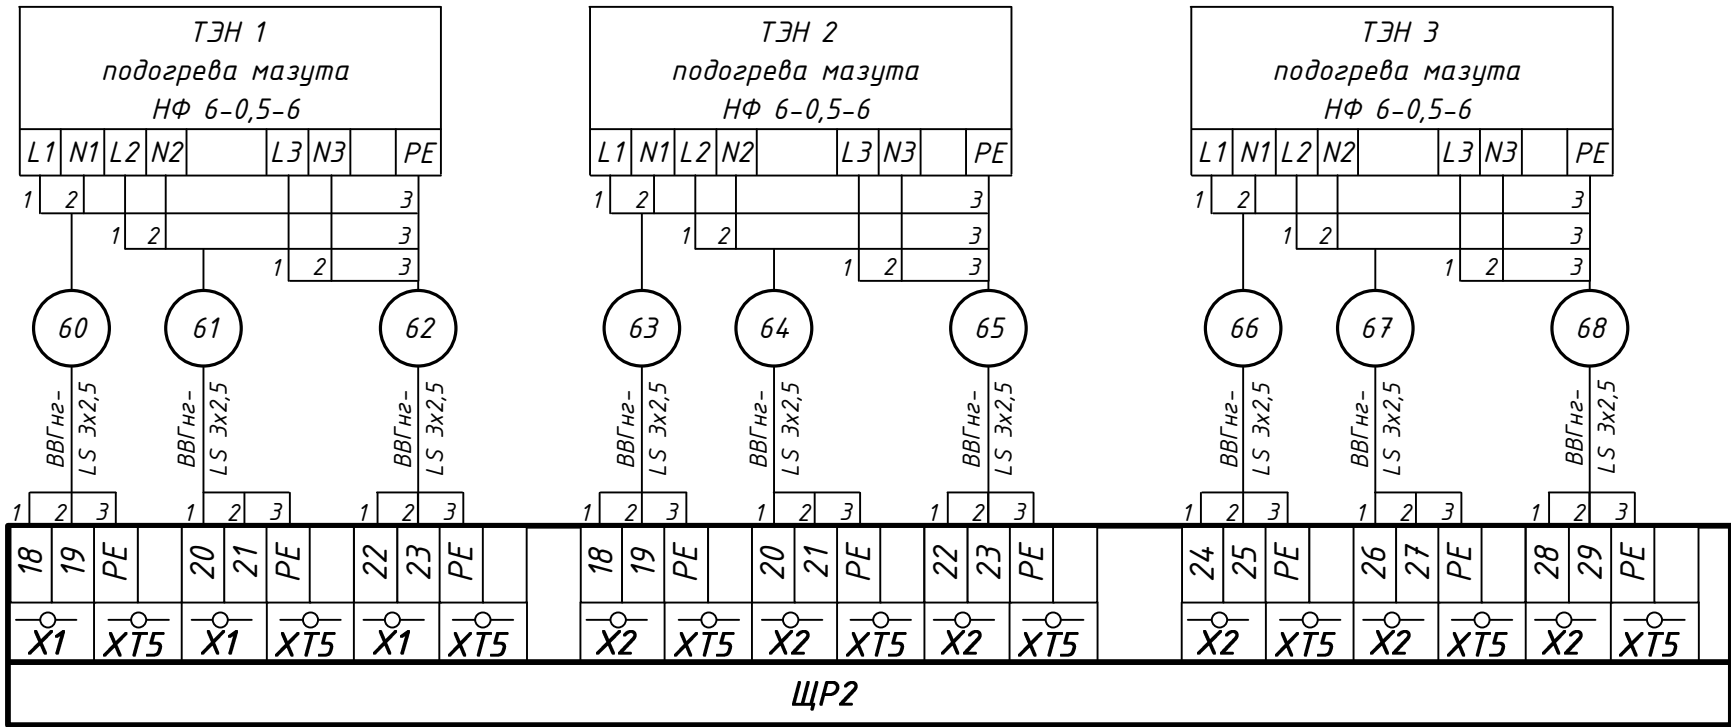 ТЭН 1 ТЭН 2 ТЭН 3
подогрева мазута подогрева мазута подогрева мазута
НФ 6-0,5-6 НФ 6-0,5-6 НФ 6-0,5-6
L1 N1 L2 N2 L3 N3 PE L1 N1 L2 N2 L3 N3 PE L1 N1 L2 N2 L3 N3 PE
1 2 3 1 2 3 1 2 3
1 2 3 1 2 3 1 2 3
1 2 3 1 2 3 1 2 3
60 61 62 63 64 65 66 67 68
ВВГнг- ВВГнг- ВВГнг- ВВГнг- ВВГнг- ВВГнг- ВВГнг- ВВГнг- ВВГнг-
LS 3x2,5 LS 3x2,5 LS 3x2,5 LS 3x2,5 LS 3x2,5 LS 3x2,5 LS 3x2,5 LS 3x2,5 LS 3x2,5
1 2 3 1 2 3 1 2 3 1 2 3 1 2 3 1 2 3 1 2 3 1 2 3 1 2 3
18 19 PE 20 21 PE 22 23 PE 18 19 PE 20 21 PE 22 23 PE 24 25 PE 26 27 PE 28 29 PE
X1 XT5 X1 XT5 X1 XT5 X2 XT5 X2 XT5 X2 XT5 X2 XT5 X2 XT5 X2 XT5
ЩР2